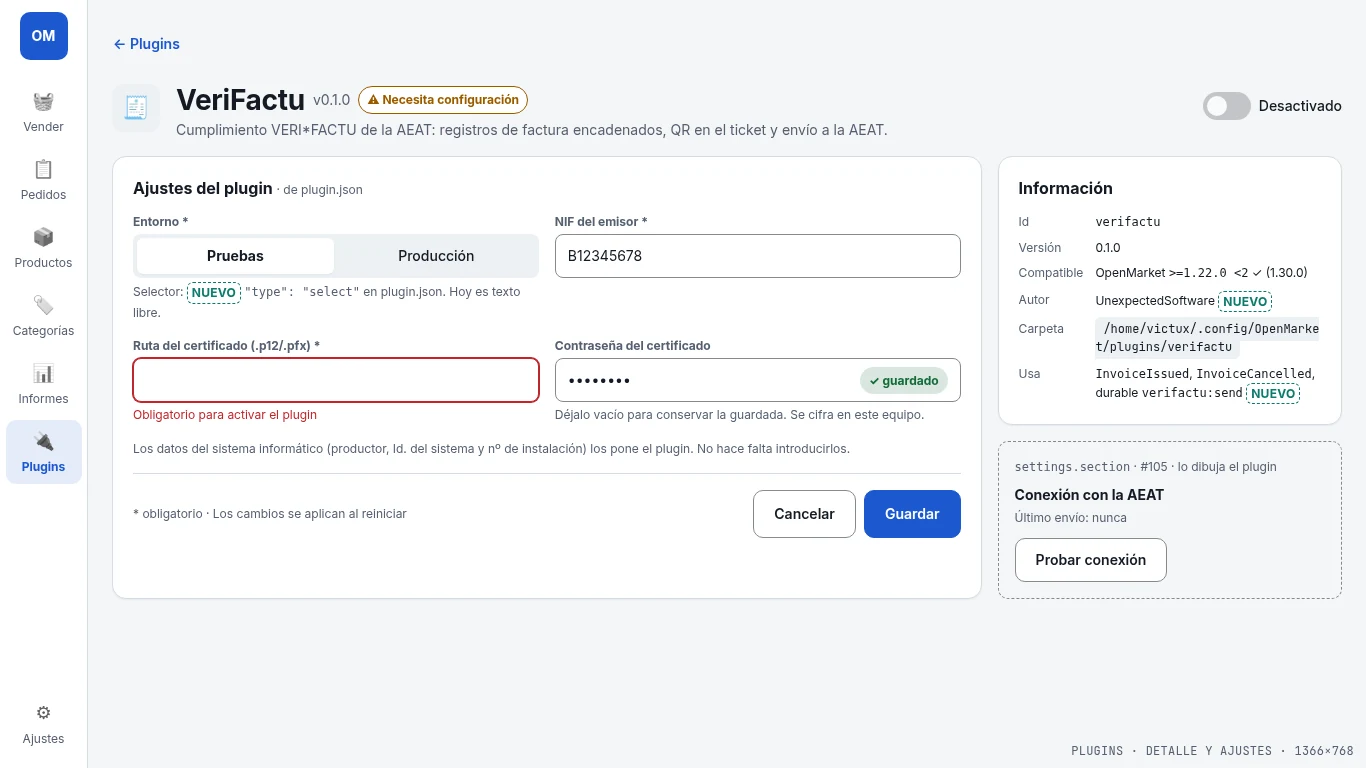 OM
Vender
Pedidos
Productos
Categorías
Informes
Plugins
Ajustes
← Plugins
VeriFactu v0.1.0 ⚠ Necesita configuración
Cumplimiento VERI*FACTU de la AEAT: registros de factura encadenados, QR en el ticket y envío a la AEAT.
Desactivado
Ajustes del plugin · de plugin.json
Entorno *
Pruebas Producción
Selector: NUEVO "type": "select" en plugin.json. Hoy es texto
libre.
NIF del emisor *
B12345678
Ruta del certificado (.p12/.pfx) *
Obligatorio para activar el plugin
Contraseña del certificado
•••••••• ✓ guardado
Déjalo vacío para conservar la guardada. Se cifra en este equipo.
Los datos del sistema informático (productor, Id. del sistema y nº de instalación) los pone el plugin. No hace falta introducirlos.
* obligatorio · Los cambios se aplican al reiniciar
Cancelar
Guardar
Información
Id verifactu
Versión 0.1.0
Compatible OpenMarket >=1.22.0 <2 ✓ (1.30.0)
Autor UnexpectedSoftware NUEVO
Carpeta /home/victux/.config/OpenMarke
t/plugins/verifactu
Usa InvoiceIssued, InvoiceCancelled,
durable verifactu:send NUEVO
settings.section · #105 · lo dibuja el plugin
Conexión con la AEAT
Último envío: nunca
Probar conexión
PLUGINS · DETALLE Y AJUSTES · 1366×768